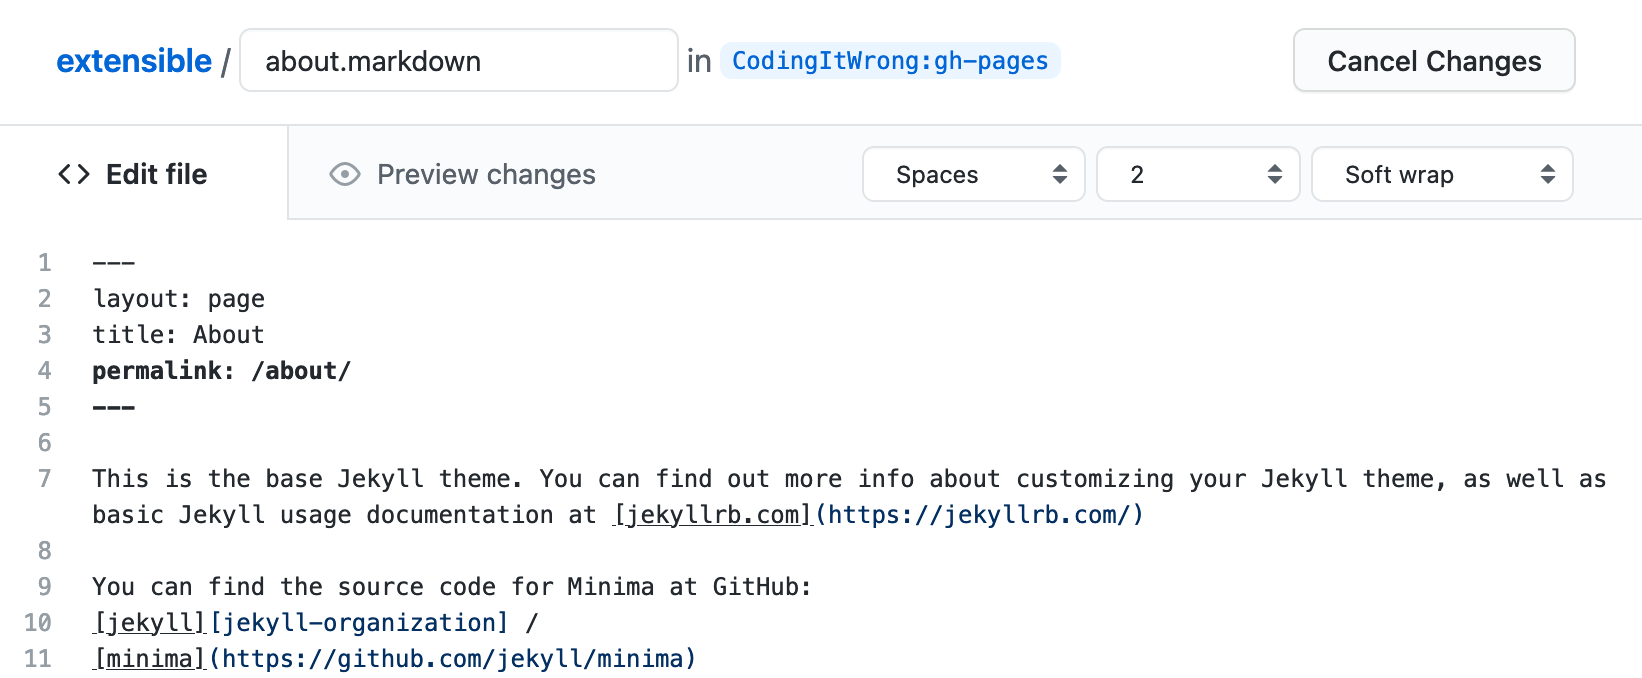 extensible / about.markdown in CodingItWrong:gh-pages Cancel Changes
<> Edit file Preview changes Spaces 2 Soft wrap
1 ---
2 layout: page
3 title: About
4 permalink: /about/
5 ---
6
7 This is the base Jekyll theme. You can find out more info about customizing your Jekyll theme, as well as
basic Jekyll usage documentation at [jekyllrb.com](https://jekyllrb.com/)
8
9 You can find the source code for Minima at GitHub:
10 [jekyll][jekyll-organization] /
11 [minima](https://github.com/jekyll/minima)